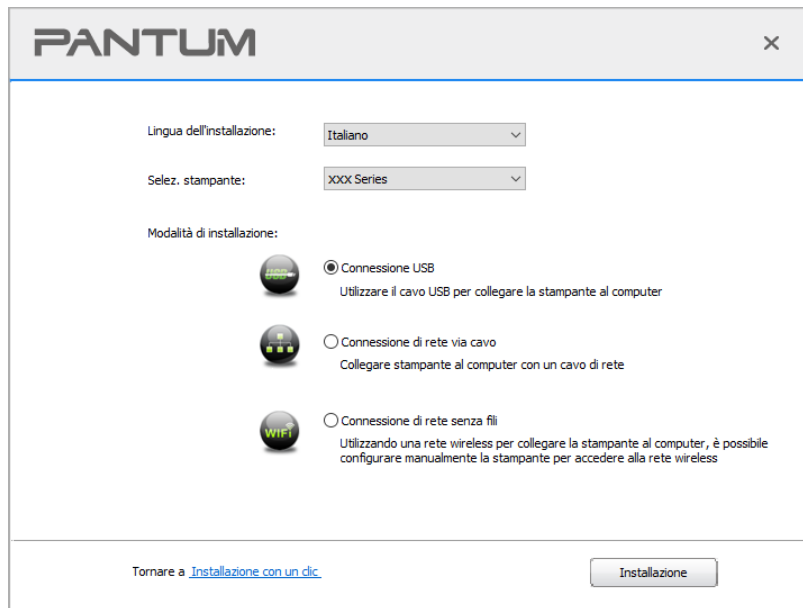 PANTUM
Lingua dell'installazione:
Italiano
Selez. stampante:
XXX Series
Modalità di installazione:
USB
Connessione USB
Utilizzare il cavo USB per collegare la stampante al computer
Connessione di rete via cavo
Collegare stampante al computer con un cavo di rete
WIFI
Connessione di rete senza fili
Utilizzando una rete wireless per collegare la stampante al computer, è possibile
configurare manualmente la stampante per accedere alla rete wireless
Tornare a Installazione con un clic
Installazione